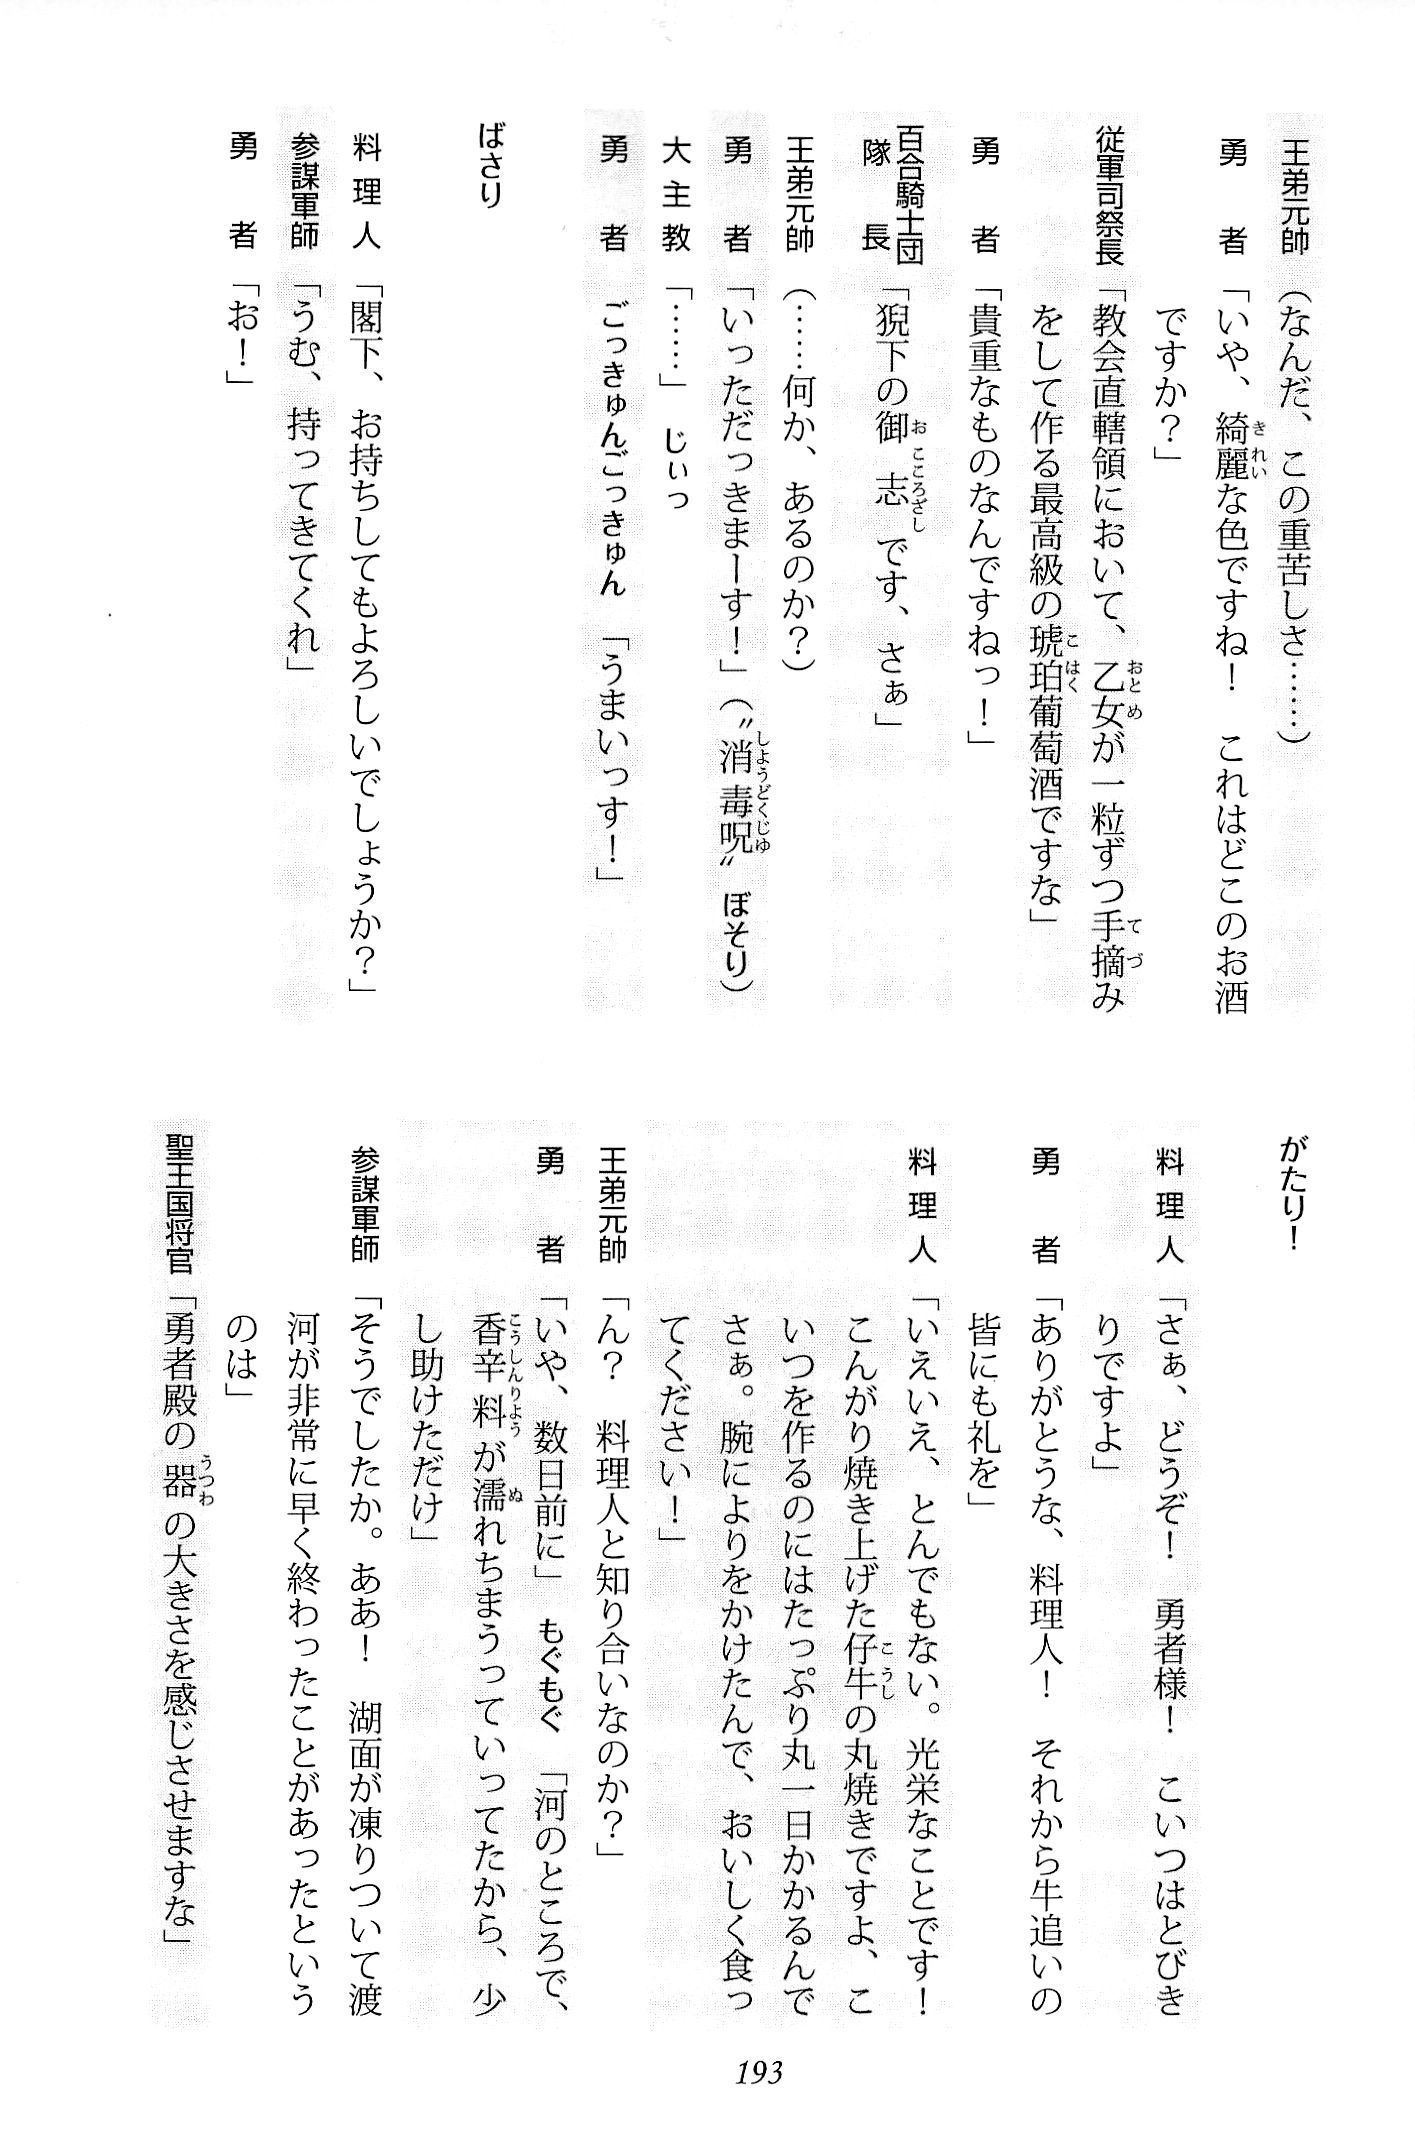 王弟元帥（なんだ、この重苦しさ……）
勇者「いや、綺麗な色ですね！　これはどこのお酒
ですか？」
従軍司祭長「教会直轄領において、乙女が一粒ずつ手摘み
をして作る最高級の琥珀葡萄酒ですな」
勇者「貴重なものなんですねっ！」
百合騎士団隊長「猊下の御志です、さぁ」
王弟元帥（……何か、あるのか？）
勇者「いっただっきまーす！」（〝消毒呪〟ぼそり）
大主教「……」じぃっ
勇者　ごっきゅんごっきゅん　「うまいっす！」
ばさり
料理人「閣下、お持ちしてもよろしいでしょうか？」
参謀軍師「うむ、持ってきてくれ」
勇者「お！」
がたり！
料理人「さぁ、どうぞ！　勇者様！　こいつはとびき
りですよ」
勇者「ありがとうな、料理人！　それから牛追いの
皆にも礼を」
料理人「いえいえ、とんでもない。光栄なことです！
こんがり焼き上げた仔牛の丸焼きですよ、こ
いつを作るのにはたっぷり丸一日かかるんで
さぁ。腕によりをかけたんで、おいしく食っ
てください！」
王弟元帥「ん？　料理人と知り合いなのか？」
勇者「いや、数日前に」　もぐもぐ　「河のところで、
香辛料が濡れちまうっていってたから、少
し助けただけ」
参謀軍師「そうでしたか。ああ！　湖面が凍りついて渡
河が非常に早く終わったことがあったという
のは」
聖王国将官「勇者殿の器の大きさを感じさせますな」
193